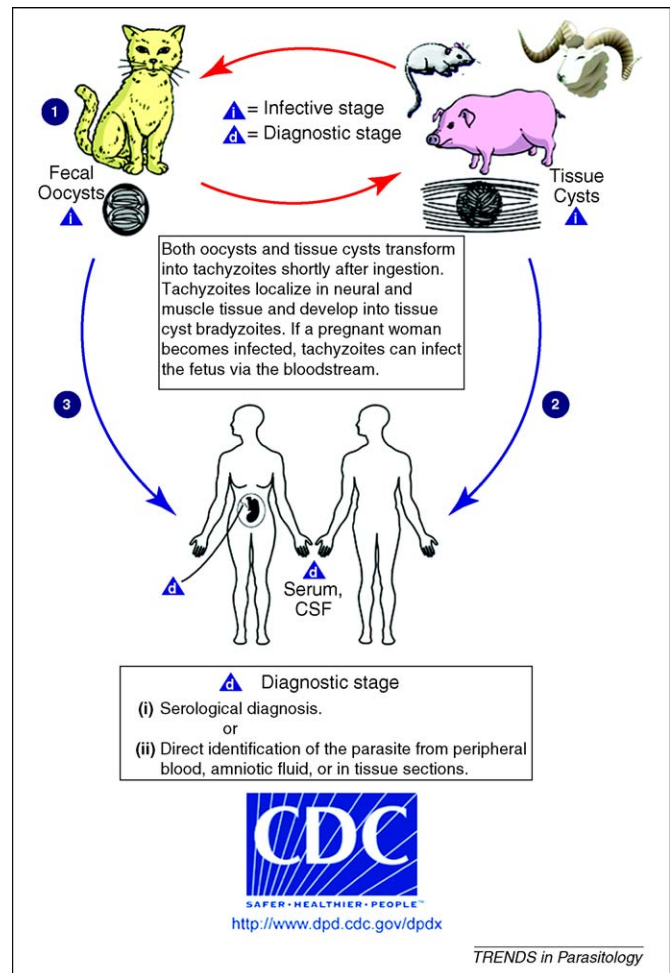 1
i = Infective stage
d = Diagnostic stage
Fecal
Oocysts
i
Tissue
Cysts
i
Both oocysts and tissue cysts transform
into tachyzoites shortly after ingestion.
Tachyzoites localize in neural and
muscle tissue and develop into tissue
cyst bradyzoites. If a pregnant woman
becomes infected, tachyzoites can infect
the fetus via the bloodstream.
3
2
d
d
Serum,
CSF
d Diagnostic stage
(i) Serological diagnosis.
or
(ii) Direct identification of the parasite from peripheral
blood, amniotic fluid, or in tissue sections.
CDC
SAFER • HEALTHIER • PEOPLE™
http://www.dpd.cdc.gov/dpdx
TRENDS in Parasitology